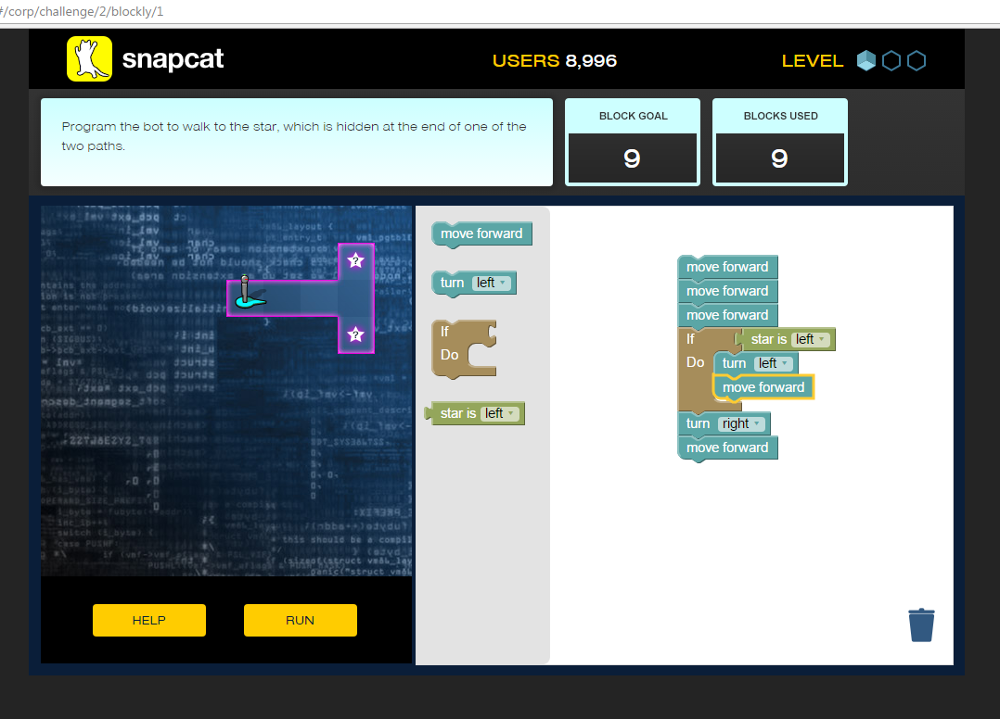 #/corp/challenge/2/blockly/1
snapcat
USERS 8,996
LEVEL
Program the bot to walk to the star, which is hidden at the end of one of the
two paths.
BLOCK GOAL
9
BLOCKS USED
9
?
?
move forward
turn left
If
Do
star is left
move forward
move forward
move forward
If star is left
Do turn left
move forward
turn right
move forward
HELP
RUN